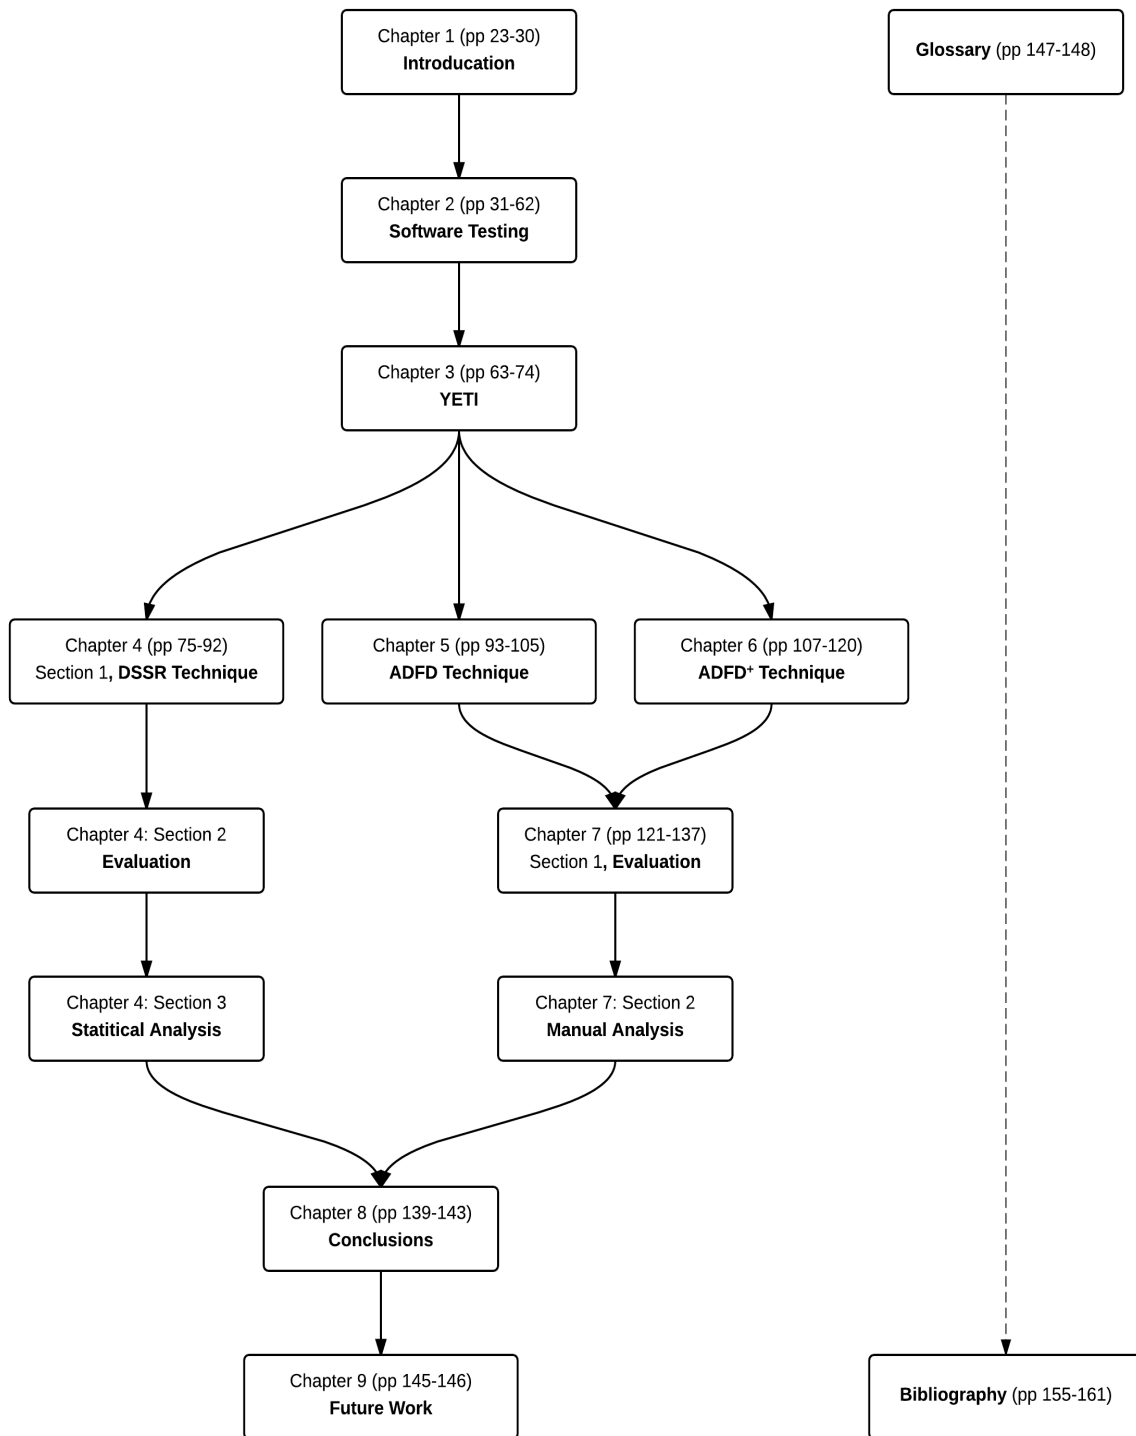 Chapter 1 (pp 23-30)
Introducation
Glossary (pp 147-148)
Chapter 2 (pp 31-62)
Software Testing
Chapter 3 (pp 63-74)
YETI
Chapter 4 (pp 75-92)
Section 1, DSSR Technique
Chapter 5 (pp 93-105)
ADFD Technique
Chapter 6 (pp 107-120)
ADFD⁺ Technique
Chapter 4: Section 2
Evaluation
Chapter 7 (pp 121-137)
Section 1, Evaluation
Chapter 4: Section 3
Statitical Analysis
Chapter 7: Section 2
Manual Analysis
Chapter 8 (pp 139-143)
Conclusions
Chapter 9 (pp 145-146)
Future Work
Bibliography (pp 155-161)